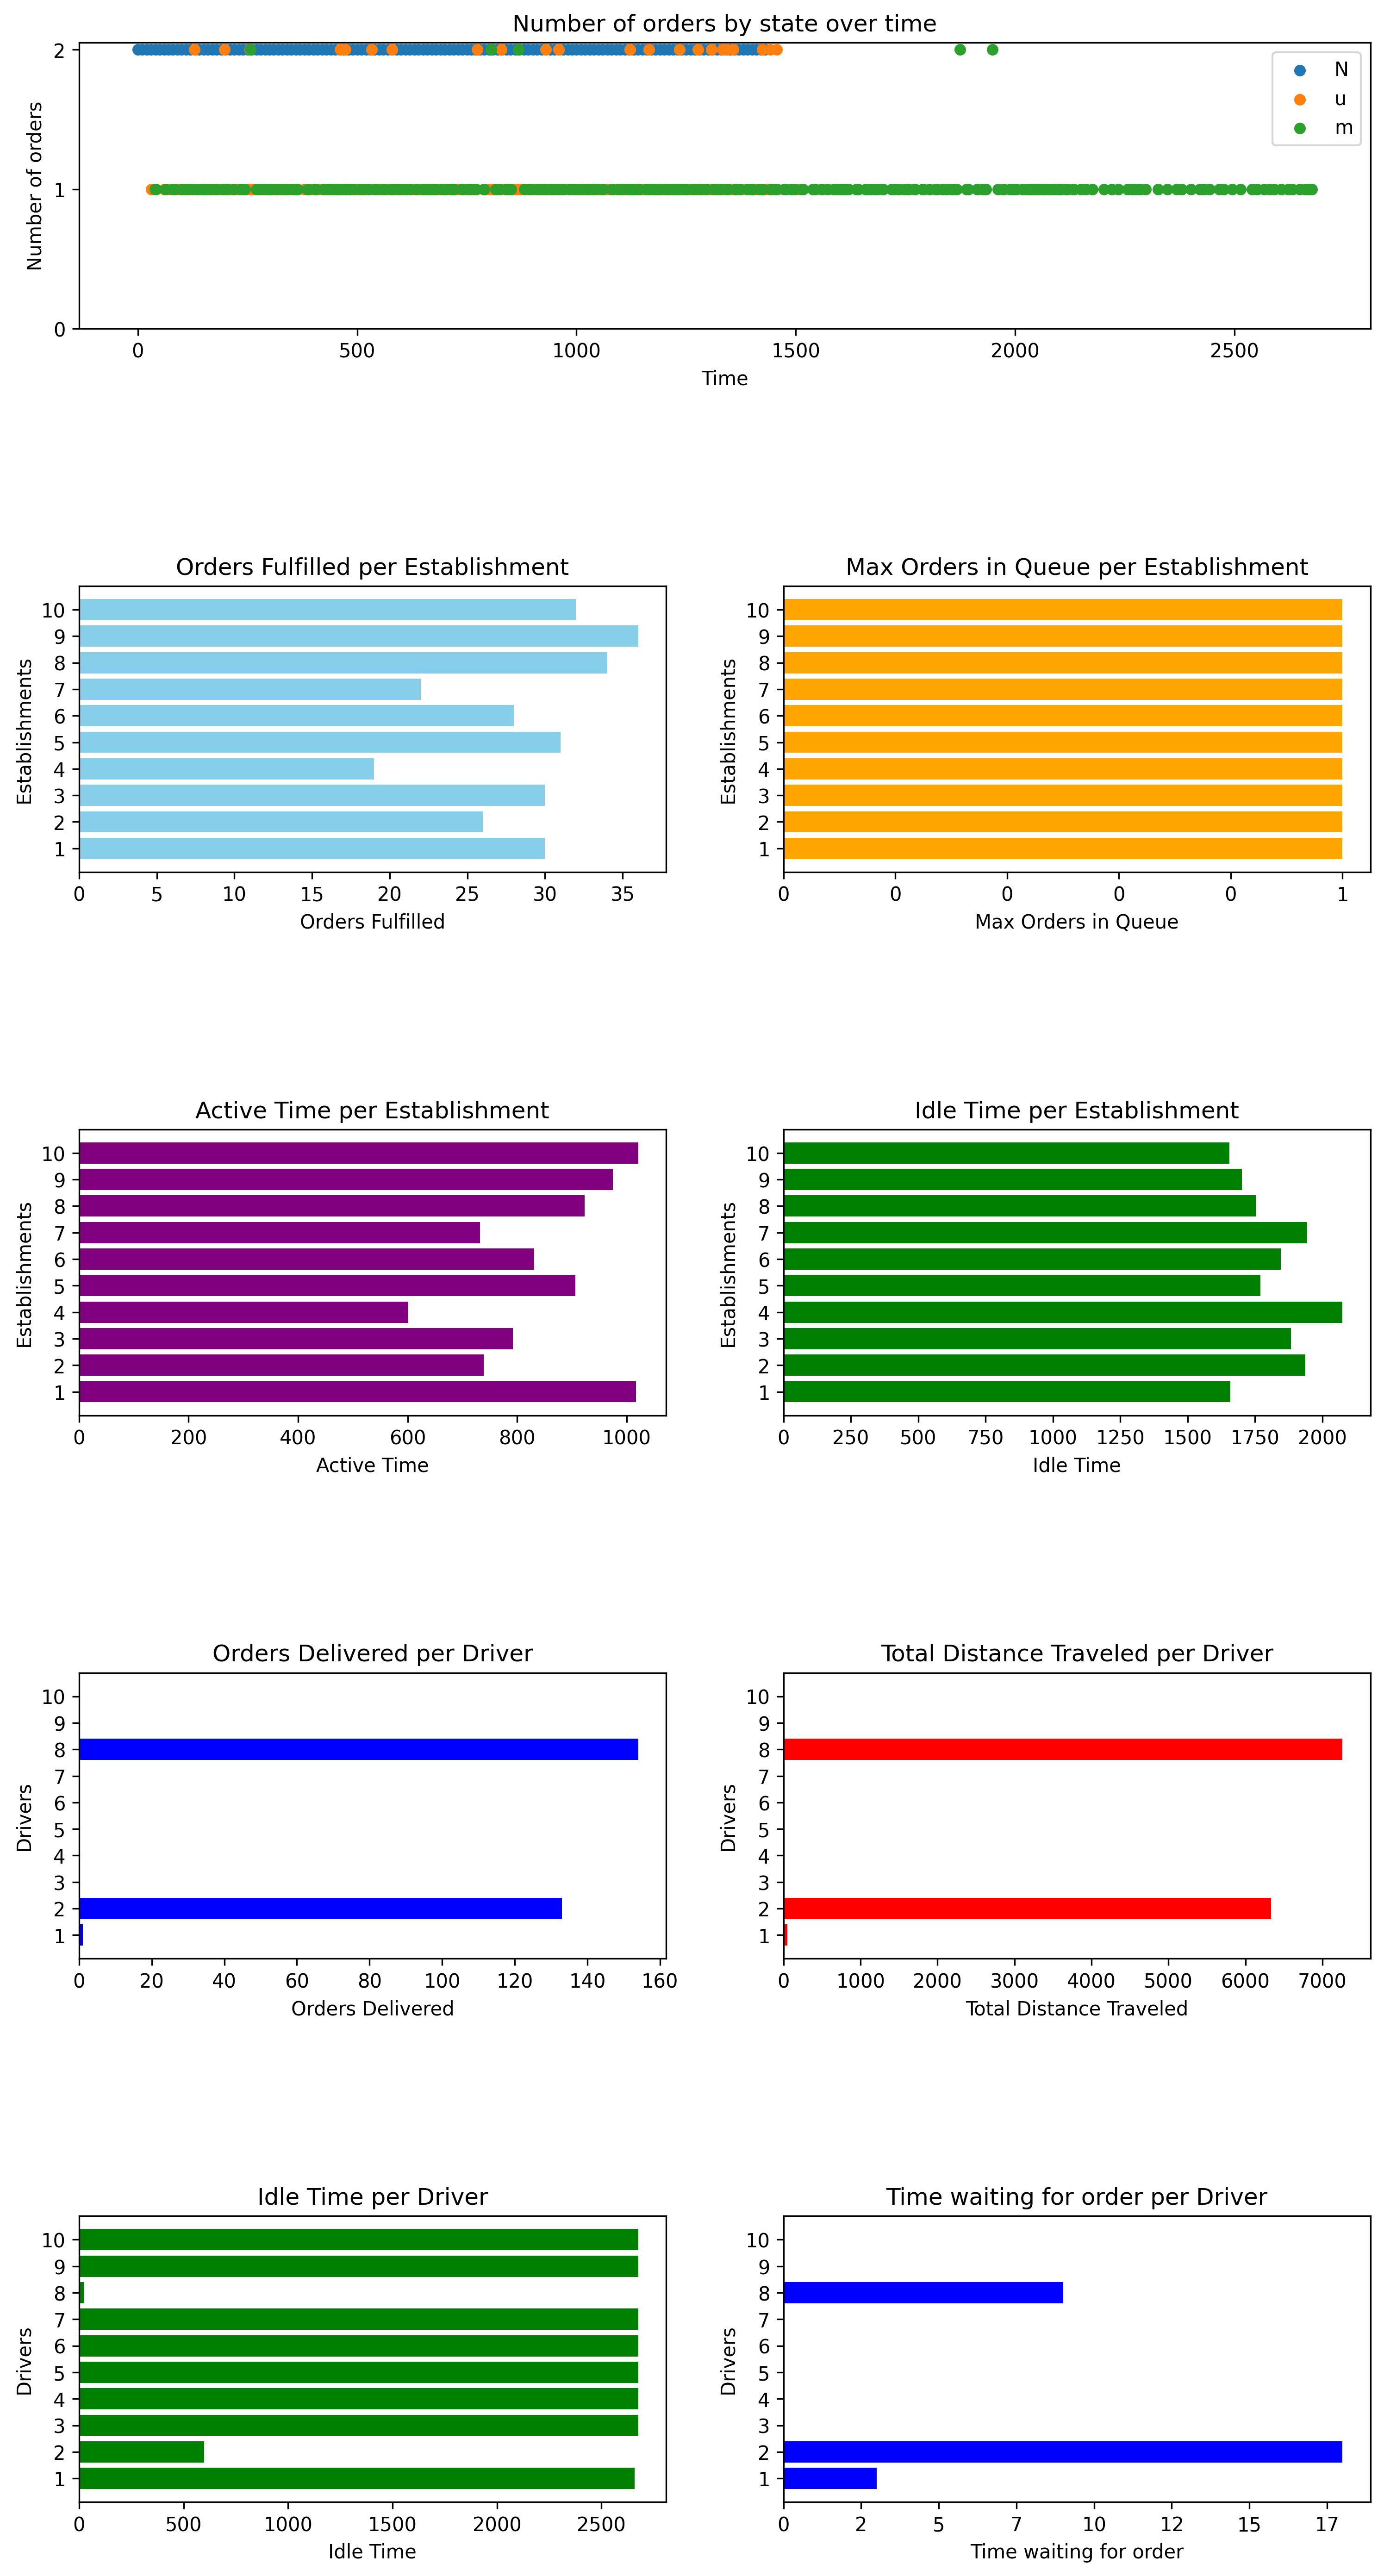 Number of orders by state over time
Number of orders
2
1
0
N
u
m
0 500 1000 1500 2000 2500
Time
Orders Fulfilled per Establishment
Establishments
10
9
8
7
6
5
4
3
2
1
0 5 10 15 20 25 30 35
Orders Fulfilled
Max Orders in Queue per Establishment
Establishments
10
9
8
7
6
5
4
3
2
1
0 0 0 0 0 1
Max Orders in Queue
Active Time per Establishment
Establishments
10
9
8
7
6
5
4
3
2
1
0 200 400 600 800 1000
Active Time
Idle Time per Establishment
Establishments
10
9
8
7
6
5
4
3
2
1
0 250 500 750 1000 1250 1500 1750 2000
Idle Time
Orders Delivered per Driver
Drivers
10
9
8
7
6
5
4
3
2
1
0 20 40 60 80 100 120 140 160
Orders Delivered
Total Distance Traveled per Driver
Drivers
10
9
8
7
6
5
4
3
2
1
0 1000 2000 3000 4000 5000 6000 7000
Total Distance Traveled
Idle Time per Driver
Drivers
10
9
8
7
6
5
4
3
2
1
0 500 1000 1500 2000 2500
Idle Time
Time waiting for order per Driver
Drivers
10
9
8
7
6
5
4
3
2
1
0 2 5 7 10 12 15 17
Time waiting for order